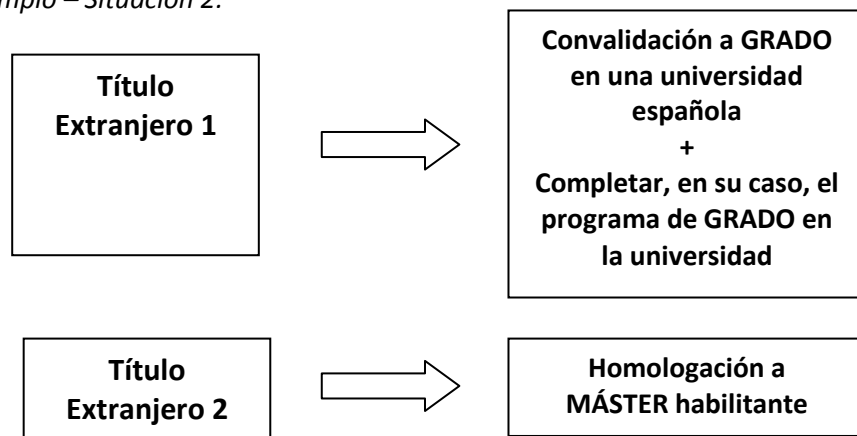 Situación 2:
Título
Extranjero 1
Convalidación a GRADO
en una universidad
española
+
Completar, en su caso, el
programa de GRADO en
la universidad
Título
Extranjero 2
Homologación a
MÁSTER habilitante